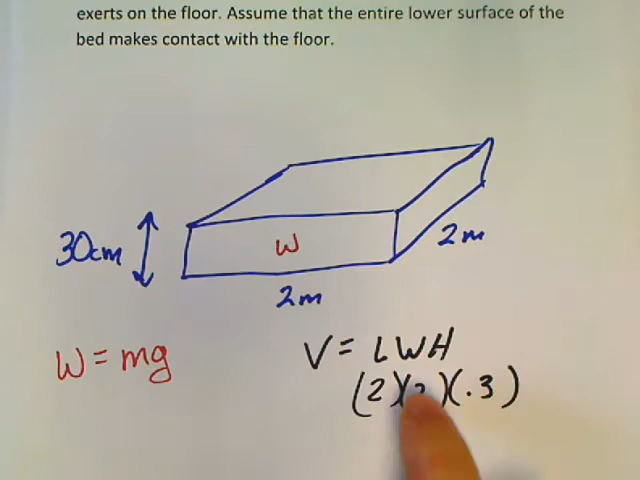 exerts on the floor. Assume that the entire lower surface of the
bed makes contact with the floor.
30cm
W
2m
2m
W = mg
V = LWH
(2)(2)(.3)